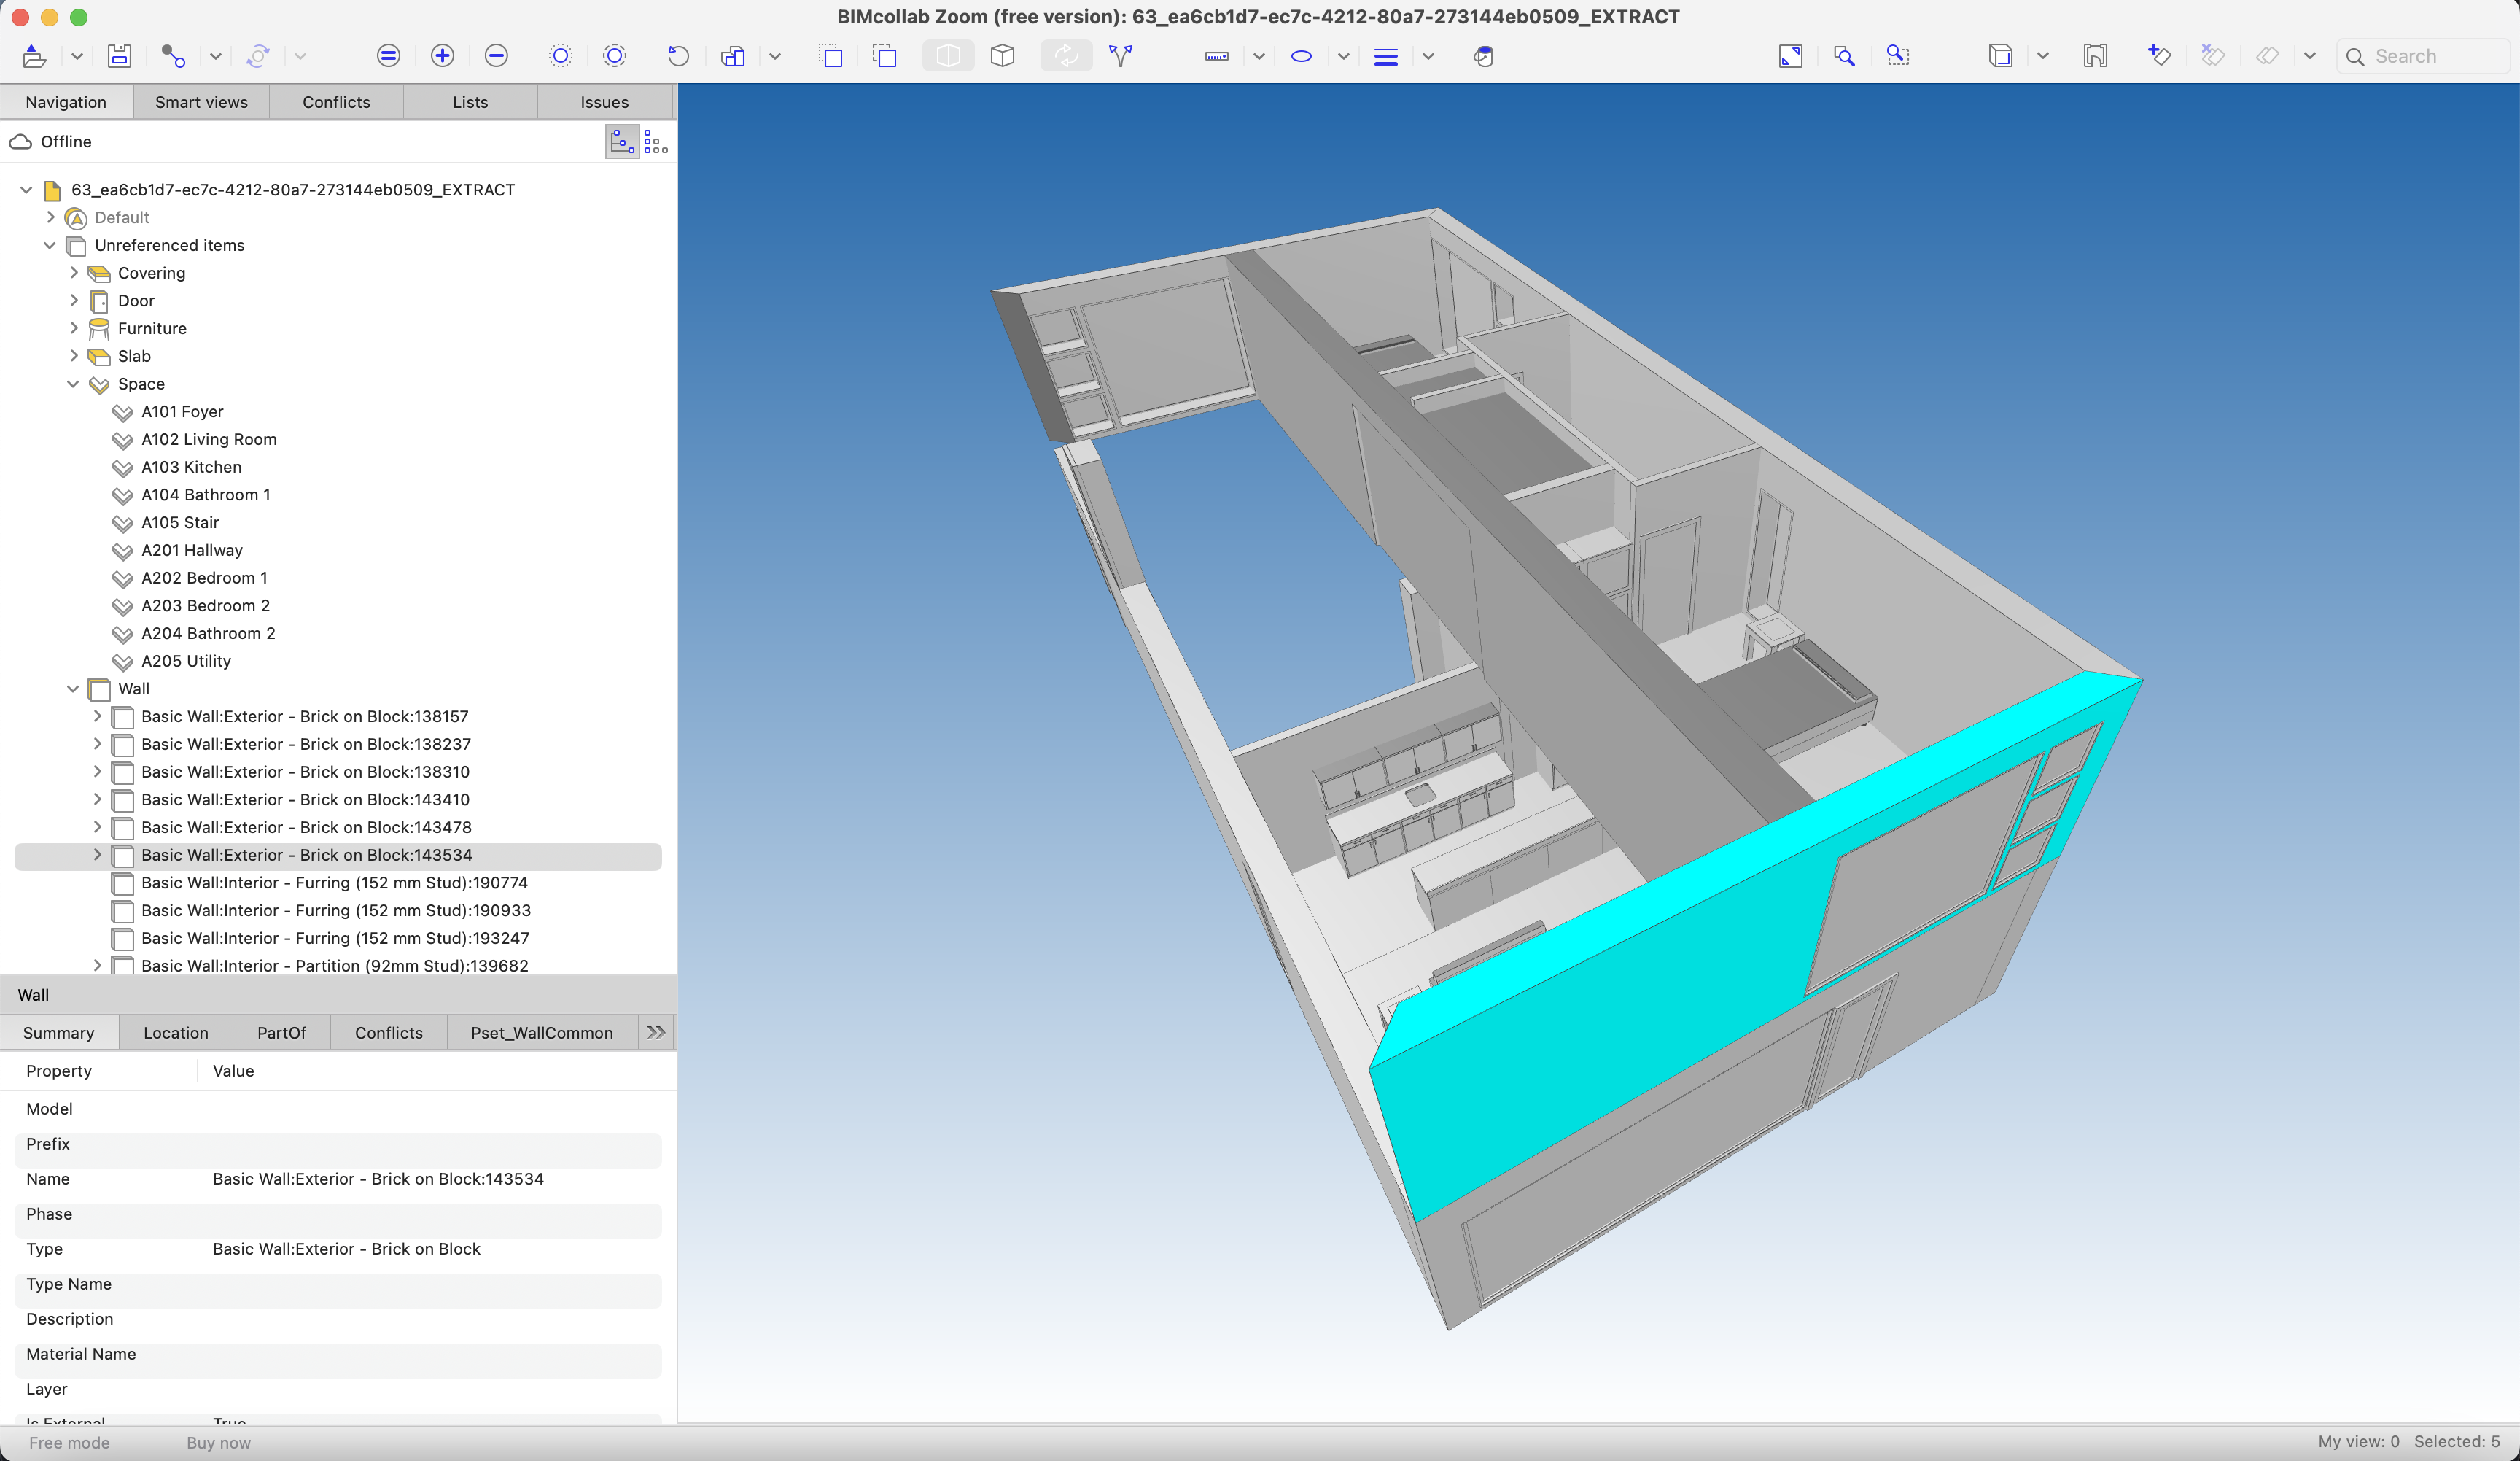 BIMcollab Zoom (free version): 63_ea6cb1d7-ec7c-4212-80a7-273144eb0509_EXTRACT
Search
Navigation Smart views Conflicts Lists Issues
Offline
63_ea6cb1d7-ec7c-4212-80a7-273144eb0509_EXTRACT
Default
Unreferenced items
Covering
Door
Furniture
Slab
Space
A101 Foyer
A102 Living Room
A103 Kitchen
A104 Bathroom 1
A105 Stair
A201 Hallway
A202 Bedroom 1
A203 Bedroom 2
A204 Bathroom 2
A205 Utility
Wall
Basic Wall:Exterior - Brick on Block:138157
Basic Wall:Exterior - Brick on Block:138237
Basic Wall:Exterior - Brick on Block:138310
Basic Wall:Exterior - Brick on Block:143410
Basic Wall:Exterior - Brick on Block:143478
Basic Wall:Exterior - Brick on Block:143534
Basic Wall:Interior - Furring (152 mm Stud):190774
Basic Wall:Interior - Furring (152 mm Stud):190933
Basic Wall:Interior - Furring (152 mm Stud):193247
Basic Wall:Interior - Partition (92mm Stud):139682
Wall
Summary Location PartOf Conflicts Pset_WallCommon
Property Value
Model
Prefix
Name Basic Wall:Exterior - Brick on Block:143534
Phase
Type Basic Wall:Exterior - Brick on Block
Type Name
Description
Material Name
Layer
Is External True
Free mode Buy now My view: 0 Selected: 5